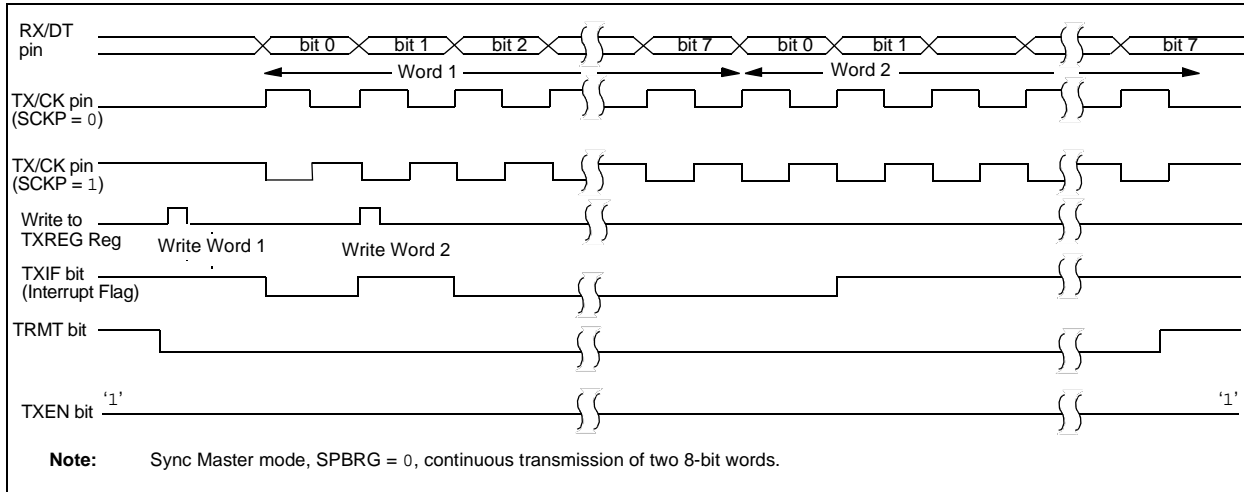 RX/DT
pin
bit 0 bit 1 bit 2 bit 7 bit 0 bit 1 bit 7
Word 1 Word 2
TX/CK pin
(SCKP = 0)
TX/CK pin
(SCKP = 1)
Write to
TXREG Reg
Write Word 1 Write Word 2
TXIF bit
(Interrupt Flag)
TRMT bit
TXEN bit ‘1’ ‘1’
Note: Sync Master mode, SPBRG = 0, continuous transmission of two 8-bit words.